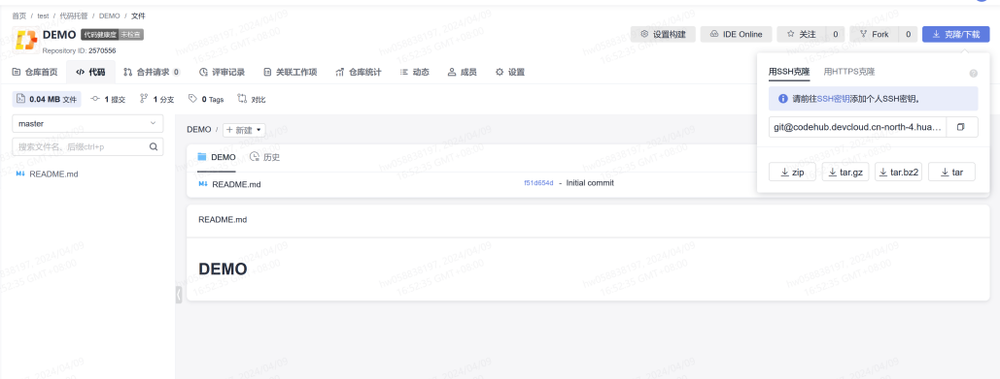 首页 / test / 代码托管 / DEMO / 文件
DEMO 代码健康度 未检查
Repository ID: 2570556
设置构建 IDE Online 关注 0 Fork 0 克隆/下载
仓库首页 代码 合并请求 0 评审记录 关联工作项 仓库统计 动态 成员 设置
用SSH克隆 用HTTPS克隆
0.04 MB 文件 1 提交 1 分支 0 Tags 对比
请前往SSH密钥添加个人SSH密钥。
master
DEMO / + 新建
git@codehub.devcloud.cn-north-4.hua...
搜索文件名，后缀ctrl+p
DEMO 历史
zip tar.gz tar.bz2 tar
README.md
README.md f51d654d - Initial commit
README.md
DEMO